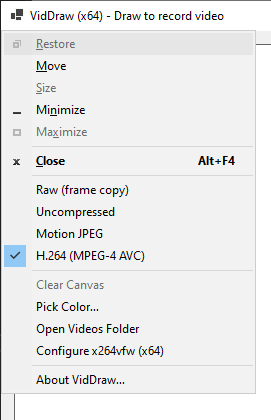 VidDraw (x64) - Draw to record video
Restore
Move
Size
Minimize
Maximize
Close Alt+F4
Raw (frame copy)
Uncompressed
Motion JPEG
H.264 (MPEG-4 AVC)
Clear Canvas
Pick Color...
Open Videos Folder
Configure x264vfw (x64)
About VidDraw...